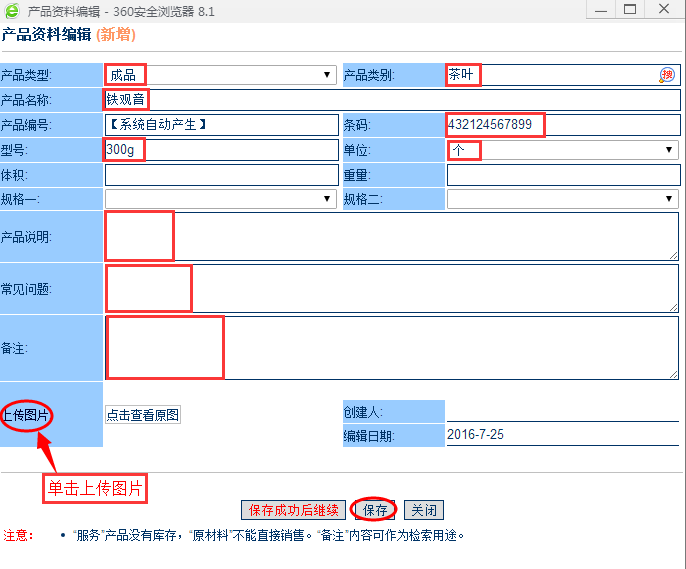 产品资料编辑 - 360安全浏览器 8.1
产品资料编辑 (新增)
产品类型: 成品 产品类别: 茶叶 搜
产品名称: 铁观音
产品编号: 【系统自动产生】 条码: 432124567899
型号: 300g 单位: 个
体积: 重量:
规格一: 规格二:
产品说明:
常见问题:
备注:
上传图片 点击查看原图 创建人:
编辑日期: 2016-7-25
单击上传图片
保存成功后继续 保存 关闭
注意: • “服务”产品没有库存，“原材料”不能直接销售。“备注”内容可作为检索用途。